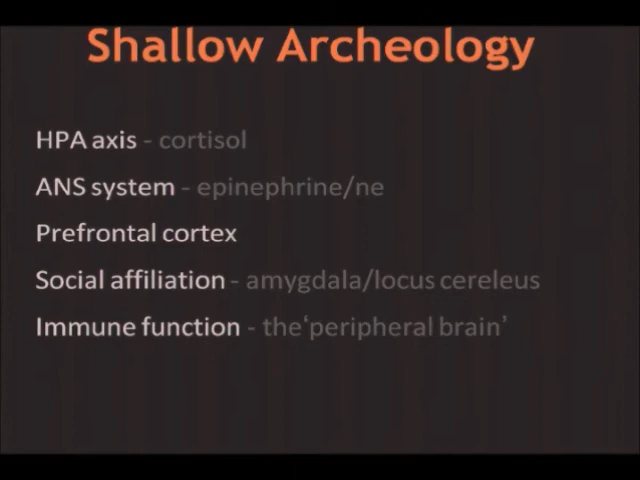 Shallow Archeology
HPA axis - cortisol
ANS system - epinephrine/ne
Prefrontal cortex
Social affiliation - amygdala/locus cereleus
Immune function - the‘peripheral brain’